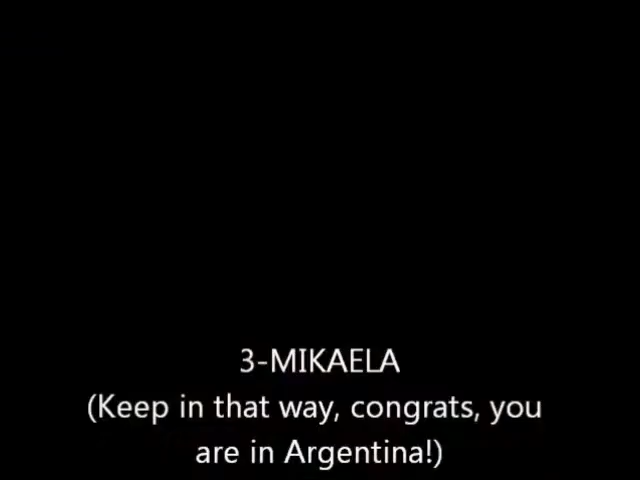 3-MIKAELA
(Keep in that way, congrats, you
are in Argentina!)